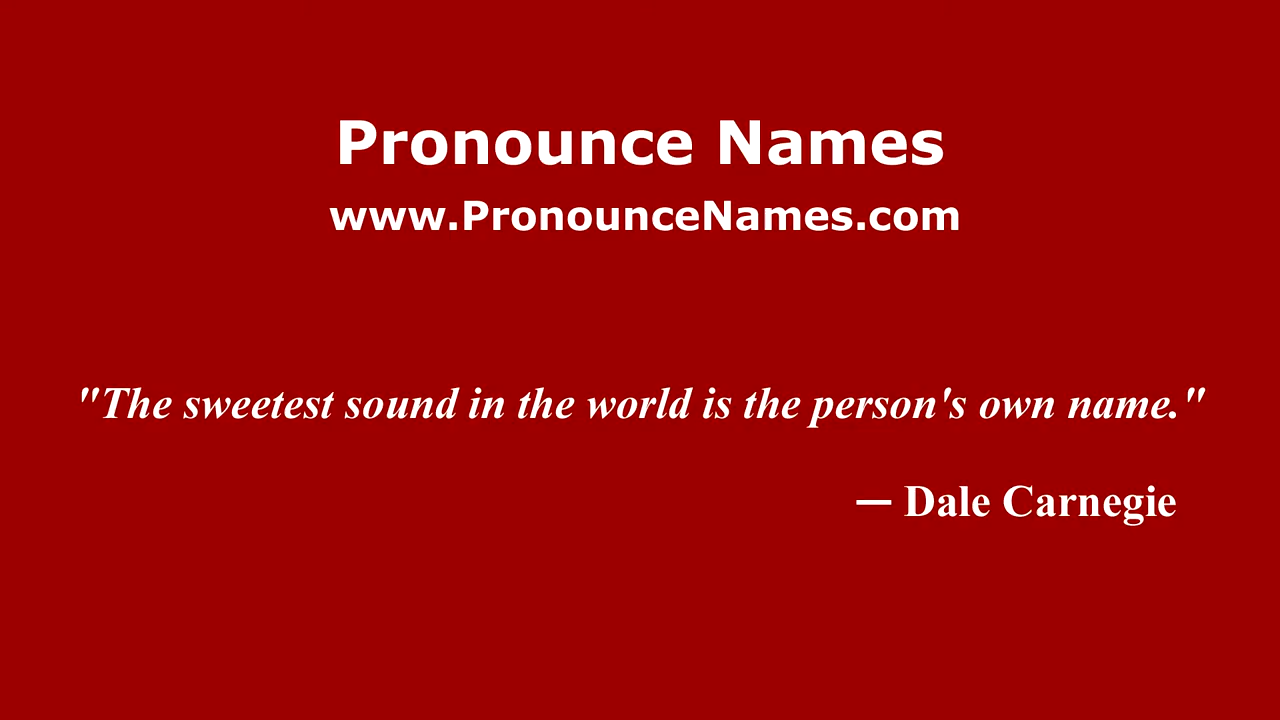 Pronounce Names
www.PronounceNames.com
"The sweetest sound in the world is the person's own name."
— Dale Carnegie